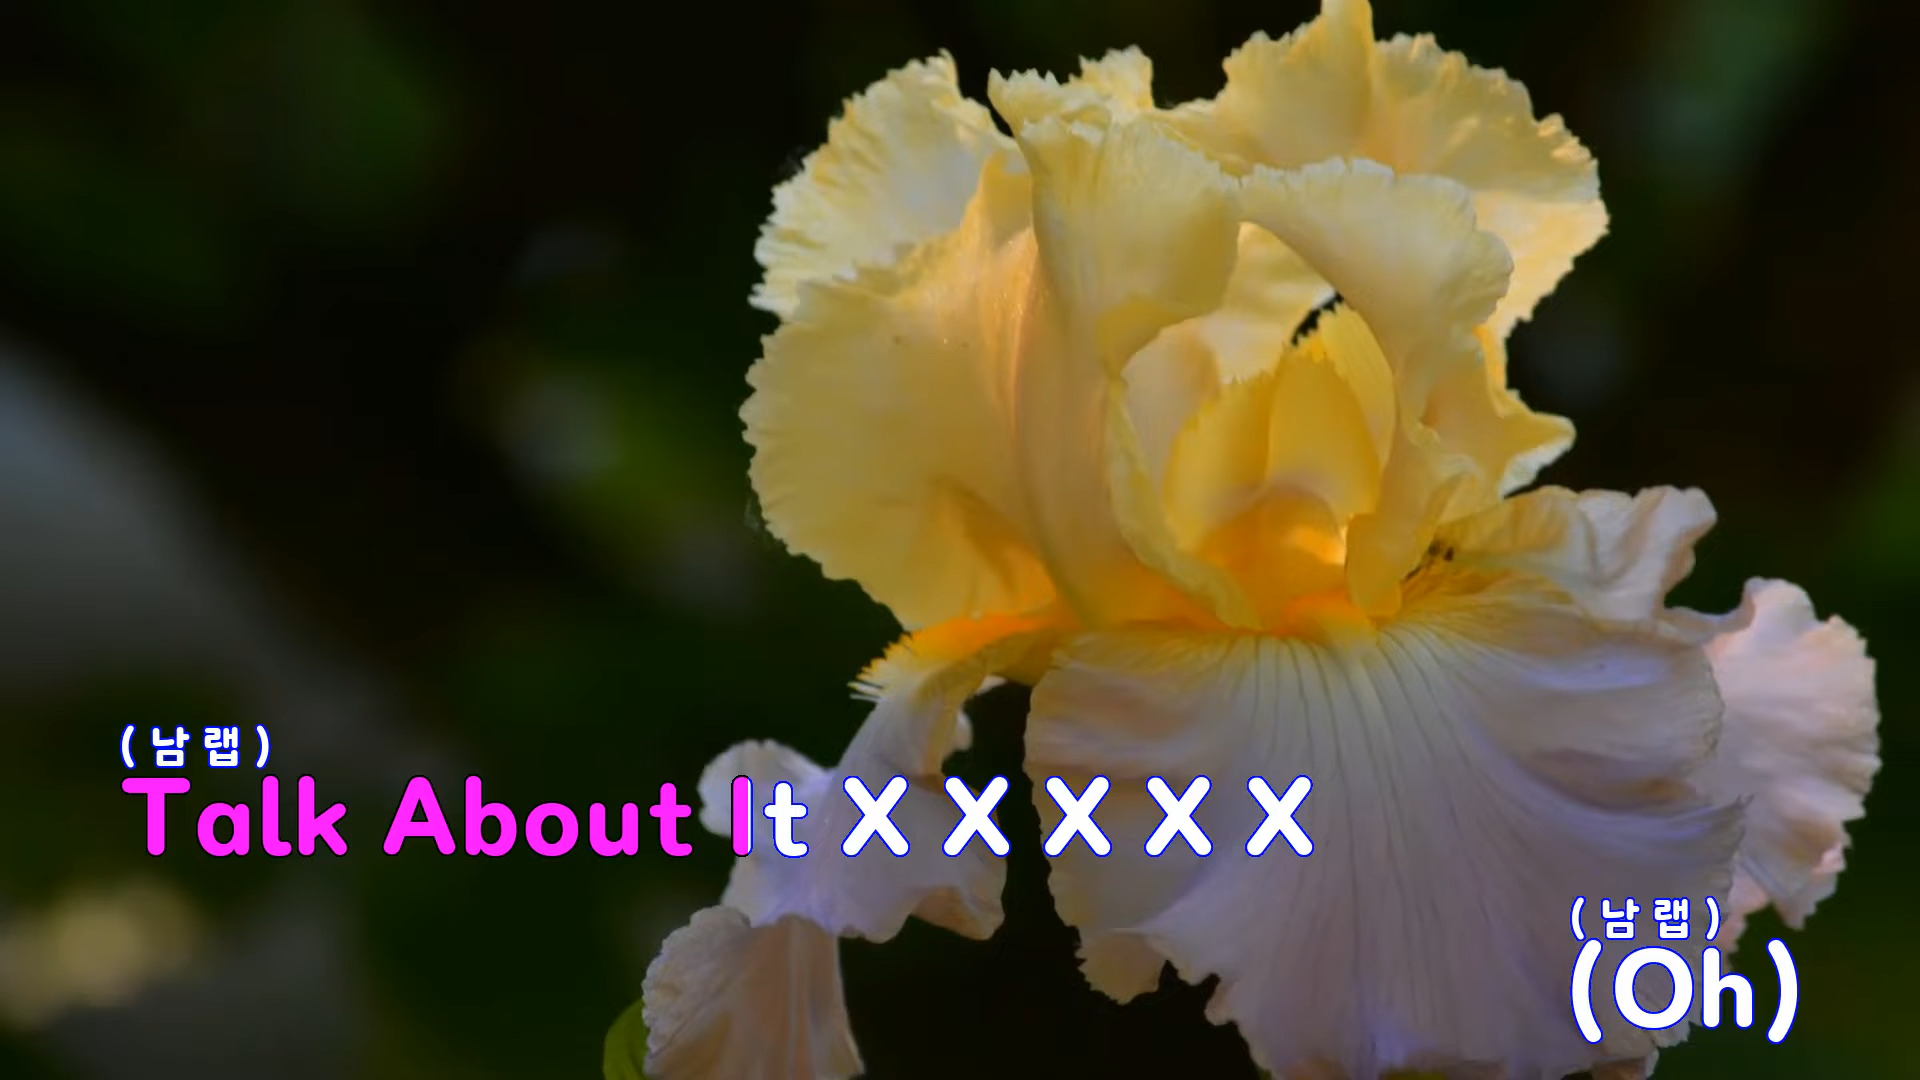 ( 남 랩 )
Talk About It X X X X X
( 남 랩 )
(Oh)